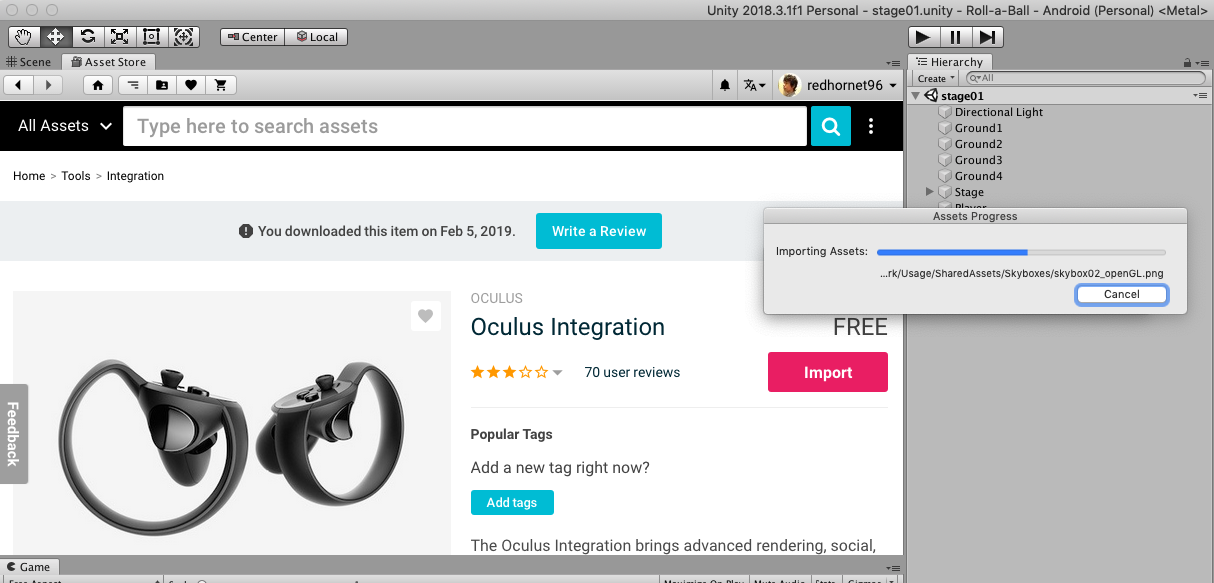 Unity 2018.3.1f1 Personal - stage01.unity - Roll-a-Ball - Android (Personal) <Metal>
Center Local
Scene Asset Store
Hierarchy
redhornet96
Create All
stage01
All Assets Type here to search assets
Directional Light
Ground1
Ground2
Ground3
Ground4
Stage
Player
Home > Tools > Integration
You downloaded this item on Feb 5, 2019. Write a Review
Assets Progress
Importing Assets:
...rk/Usage/SharedAssets/Skyboxes/skybox02_openGL.png
Cancel
OCULUS
Oculus Integration FREE
70 user reviews Import
Feedback
Popular Tags
Add a new tag right now?
Add tags
The Oculus Integration brings advanced rendering, social,
Game
Free Aspect Scale Maximize On Play Mute Audio Stats Gizmos